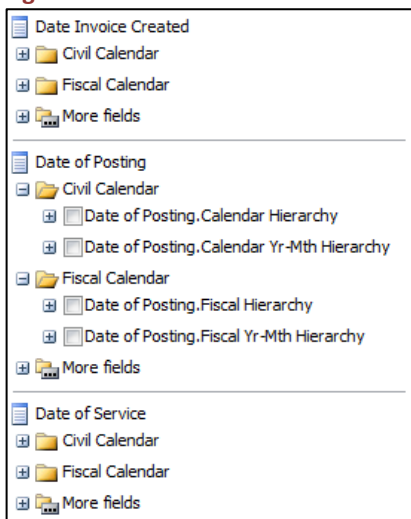 Date Invoice Created
Civil Calendar
Fiscal Calendar
More fields
Date of Posting
Civil Calendar
Date of Posting.Calendar Hierarchy
Date of Posting.Calendar Yr-Mth Hierarchy
Fiscal Calendar
Date of Posting.Fiscal Hierarchy
Date of Posting.Fiscal Yr-Mth Hierarchy
More fields
Date of Service
Civil Calendar
Fiscal Calendar
More fields